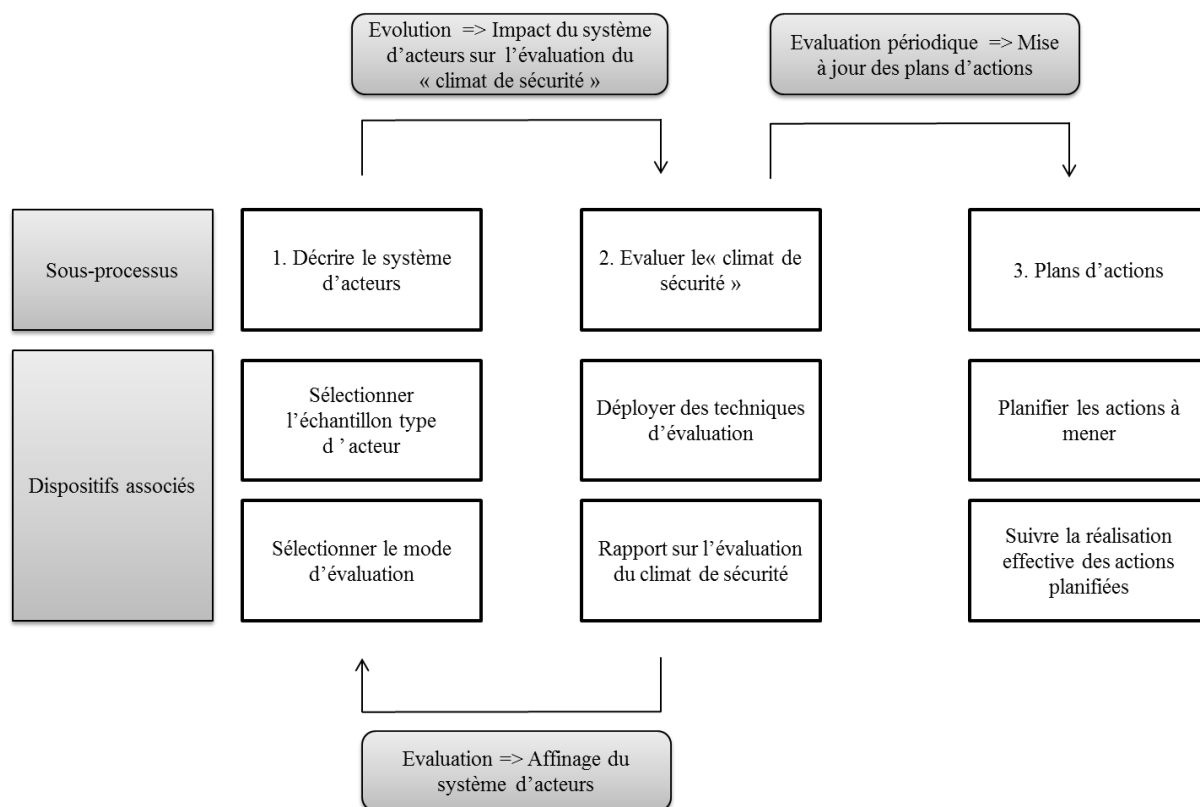 Evolution => Impact du système
d’acteurs sur l’évaluation du
« climat de sécurité »
Evaluation périodique => Mise
à jour des plans d’actions
Sous-processus
1. Décrire le système
d’acteurs
2. Evaluer le« climat de
sécurité »
3. Plans d’actions
Dispositifs associés
Sélectionner
l’échantillon type
d ’ acteur
Déployer des techniques
d’évaluation
Planifier les actions à
mener
Sélectionner le mode
d’évaluation
Rapport sur l’évaluation
du climat de sécurité
Suivre la réalisation
effective des actions
planifiées
Evaluation => Affinage du
système d’acteurs